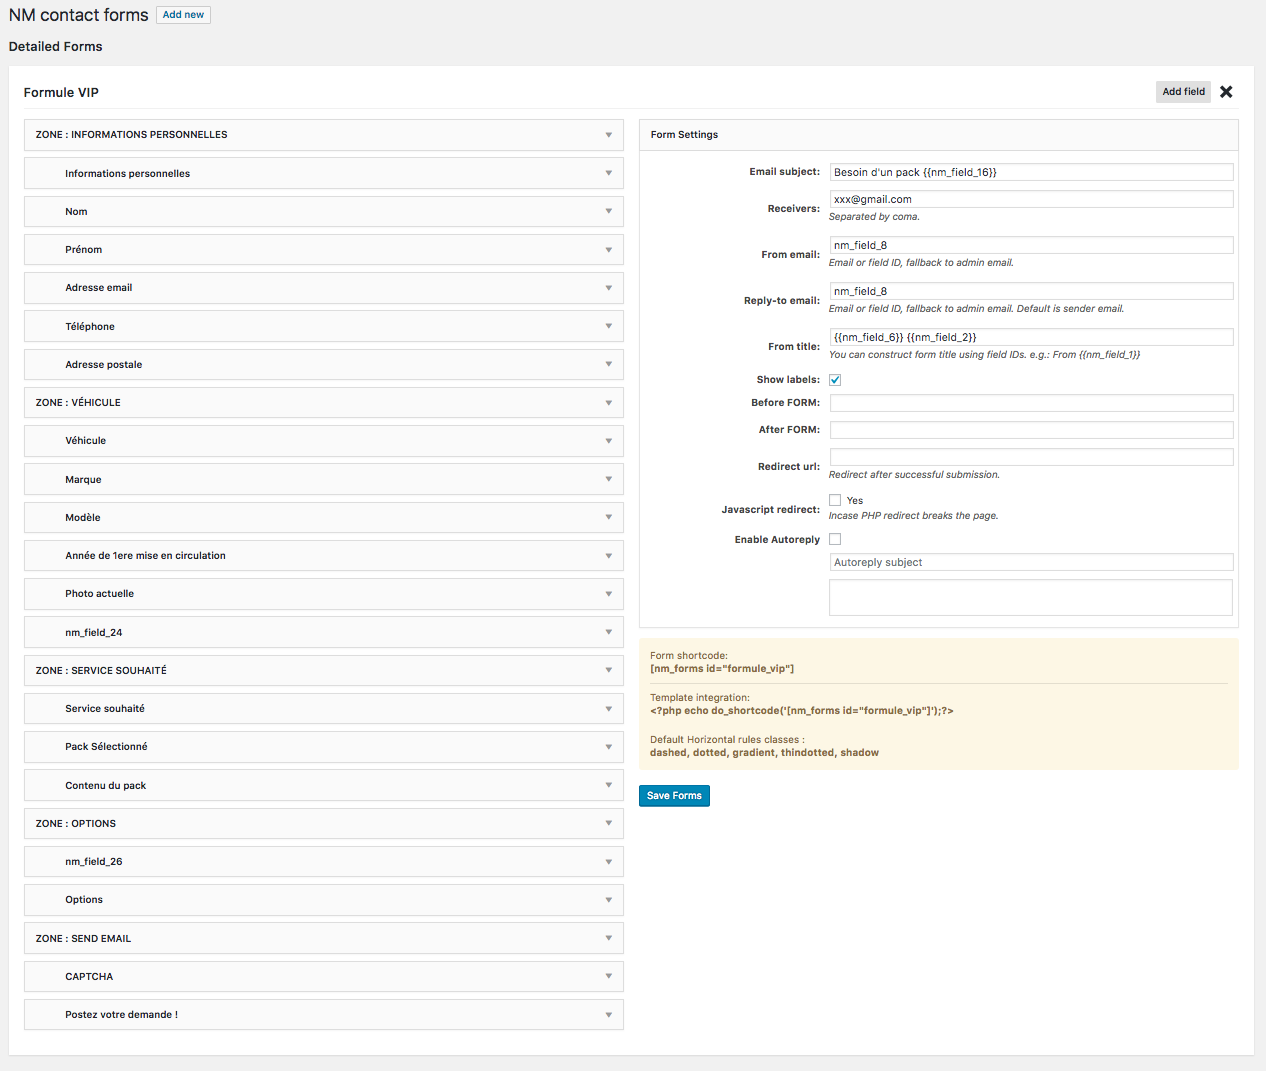 NM contact forms
Add new
Detailed Forms
Formule VIP
Add field
ZONE : INFORMATIONS PERSONNELLES
Informations personnelles
Nom
Prénom
Adresse email
Téléphone
Adresse postale
ZONE : VÉHICULE
Véhicule
Marque
Modèle
Année de 1ere mise en circulation
Photo actuelle
nm_field_24
ZONE : SERVICE SOUHAITÉ
Service souhaité
Pack Sélectionné
Contenu du pack
ZONE : OPTIONS
nm_field_26
Options
ZONE : SEND EMAIL
CAPTCHA
Postez votre demande !
Form Settings
Email subject: Besoin d'un pack {{nm_field_16}}
Receivers: xxx@gmail.com
Separated by coma.
From email: nm_field_8
Email or field ID, fallback to admin email.
Reply-to email: nm_field_8
Email or field ID, fallback to admin email. Default is sender email.
From title: {{nm_field_6}} {{nm_field_2}}
You can construct form title using field IDs. e.g.: From {{nm_field_1}}
Show labels:
Before FORM:
After FORM:
Redirect url:
Redirect after successful submission.
Javascript redirect: Yes
Incase PHP redirect breaks the page.
Enable Autoreply
Autoreply subject
Form shortcode:
[nm_forms id="formule_vip"]
Template integration:
<?php echo do_shortcode('[nm_forms id="formule_vip"]');?>
Default Horizontal rules classes :
dashed, dotted, gradient, thindotted, shadow
Save Forms